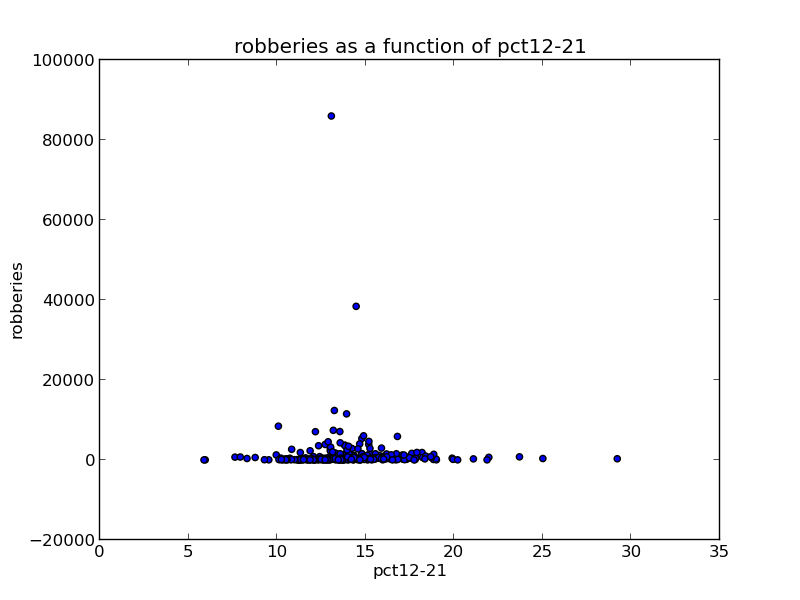 robberies as a function of pct12-21
100000
80000
60000
40000
20000
0
−20000
robberies
0 5 10 15 20 25 30 35
pct12-21